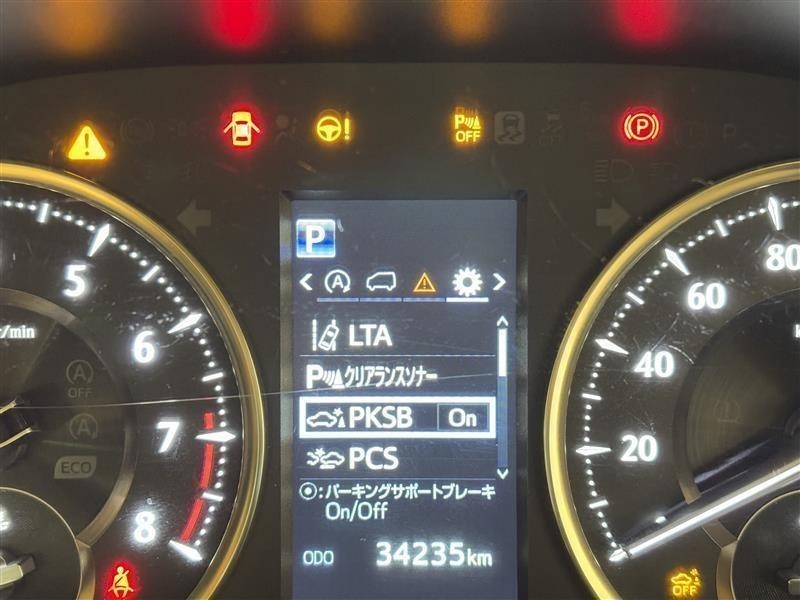 P OFF
P
5
6
7
8
r/min
A OFF
A
ECO
P
A
LTA
Pクリアランスソナー
PKSB On
PCS
:パーキングサポートブレーキ
On/Off
ODO 34235km
80
60
40
20
OFF